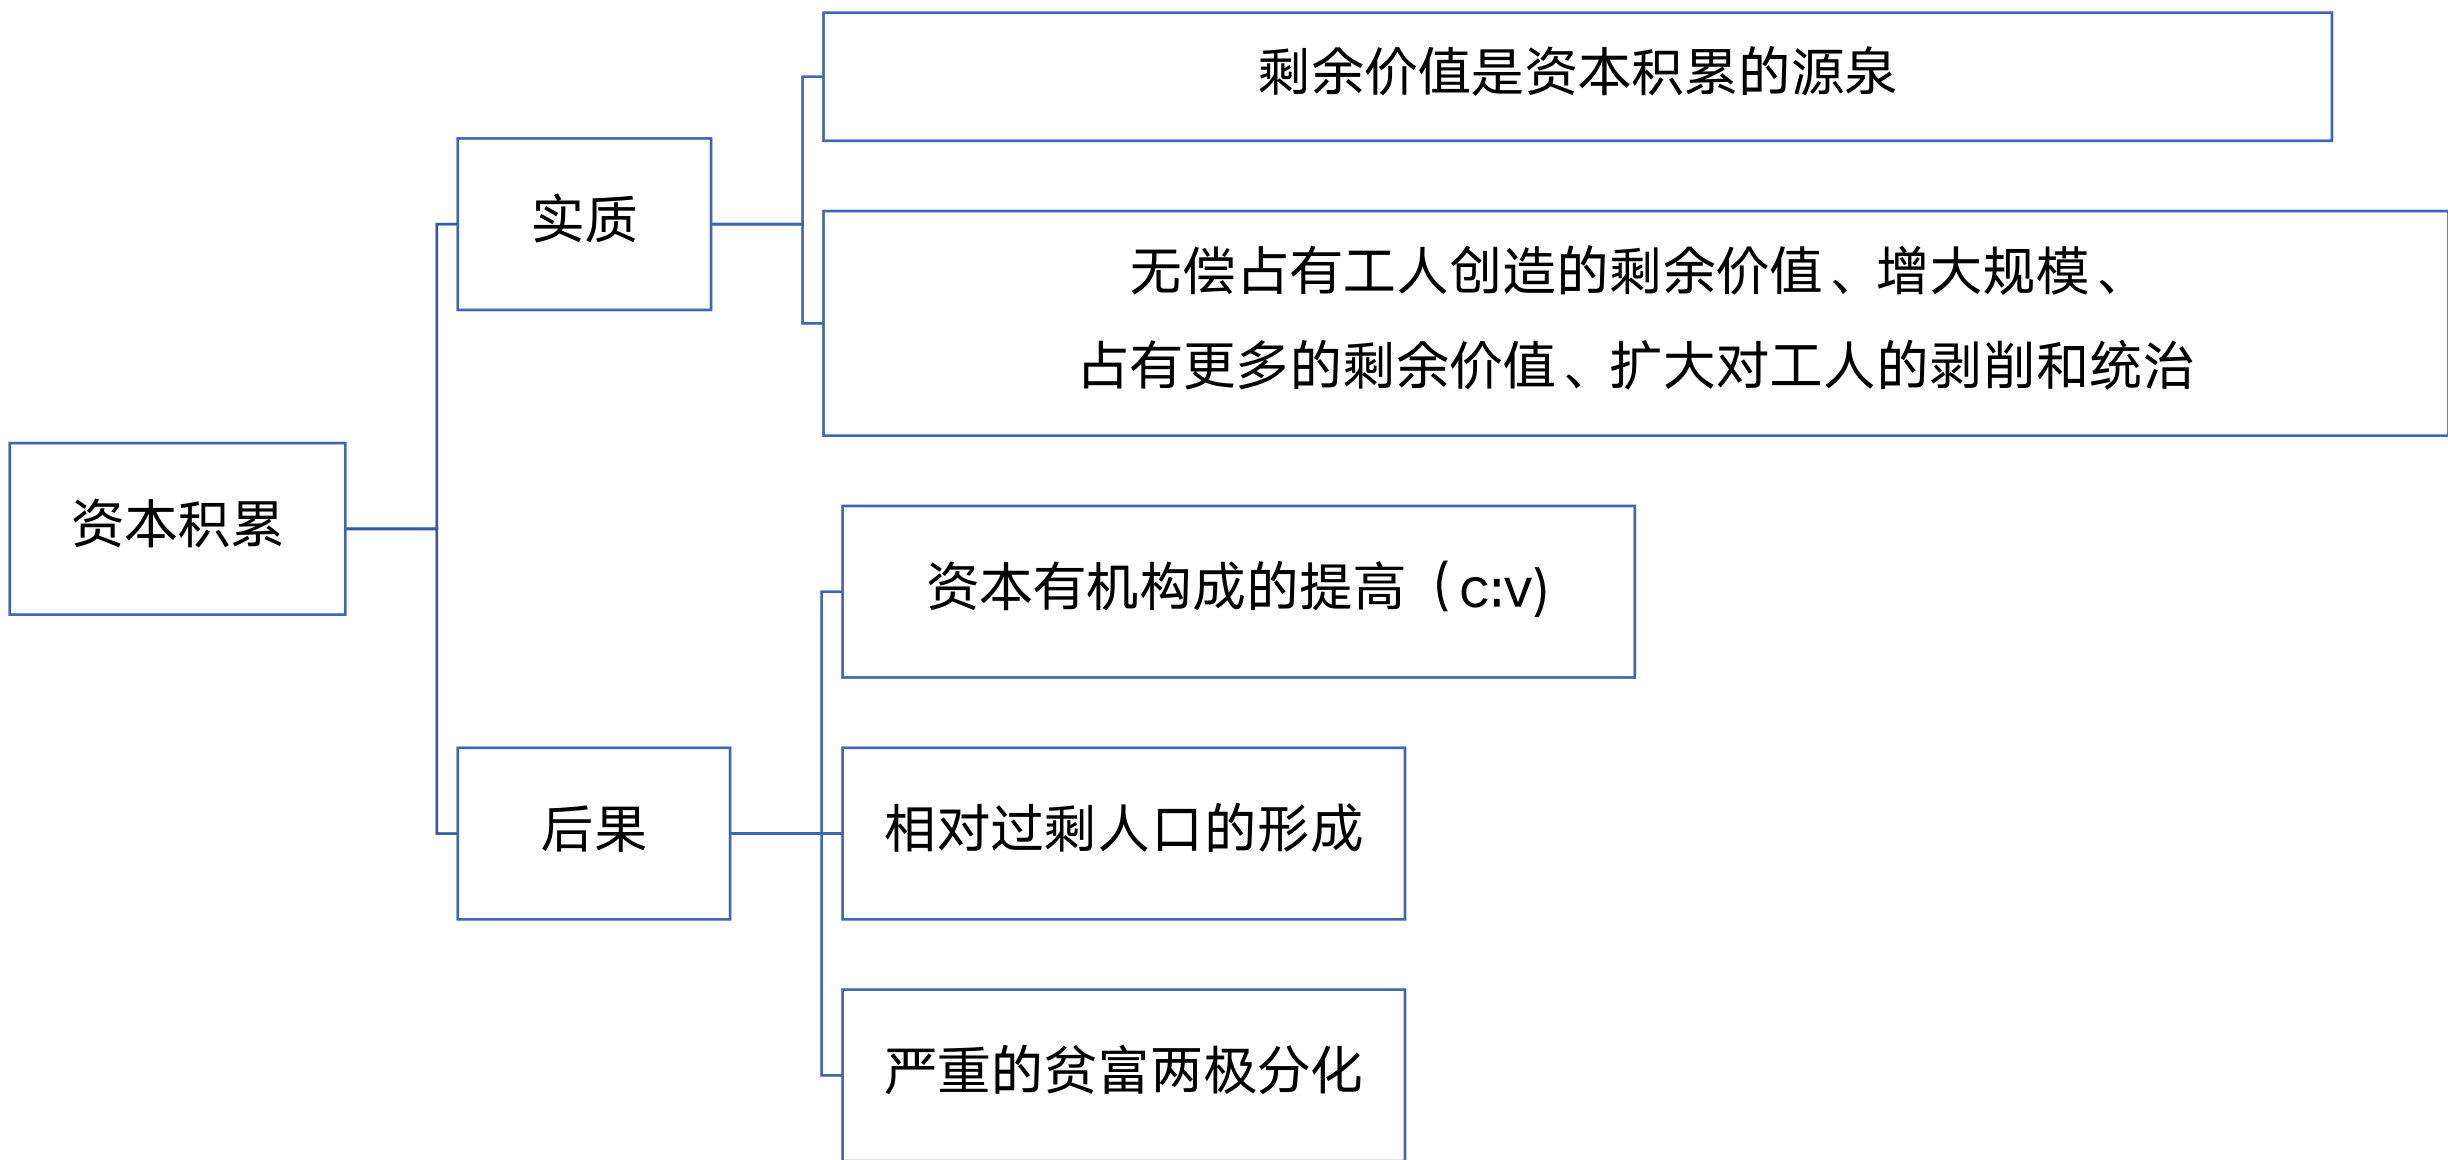 剩余价值是资本积累的源泉
实质
无偿占有工人创造的剩余价值、增大规模、
占有更多的剩余价值、扩大对工人的剥削和统治
资本积累
资本有机构成的提高（c:v)
后果
相对过剩人口的形成
严重的贫富两极分化